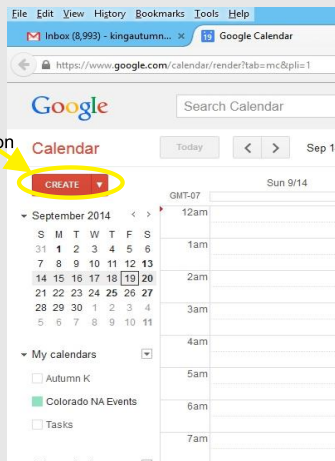 File Edit View History Bookmarks Tools Help
Inbox (8,993) - kingautumn... × 19 Google Calendar
https://www.google.com/calendar/render?tab=mc&pli=1
Google Search Calendar
on
Calendar Today < > Sep 1
CREATE
Sun 9/14
GMT-07
September 2014 < > 12am
S M T W T F S
31 1 2 3 4 5 6 1am
7 8 9 10 11 12 13
14 15 16 17 18 19 20 2am
21 22 23 24 25 26 27
28 29 30 1 2 3 4 3am
5 6 7 8 9 10 11
4am
My calendars
Autumn K 5am
Colorado NA Events
6am
Tasks
7am